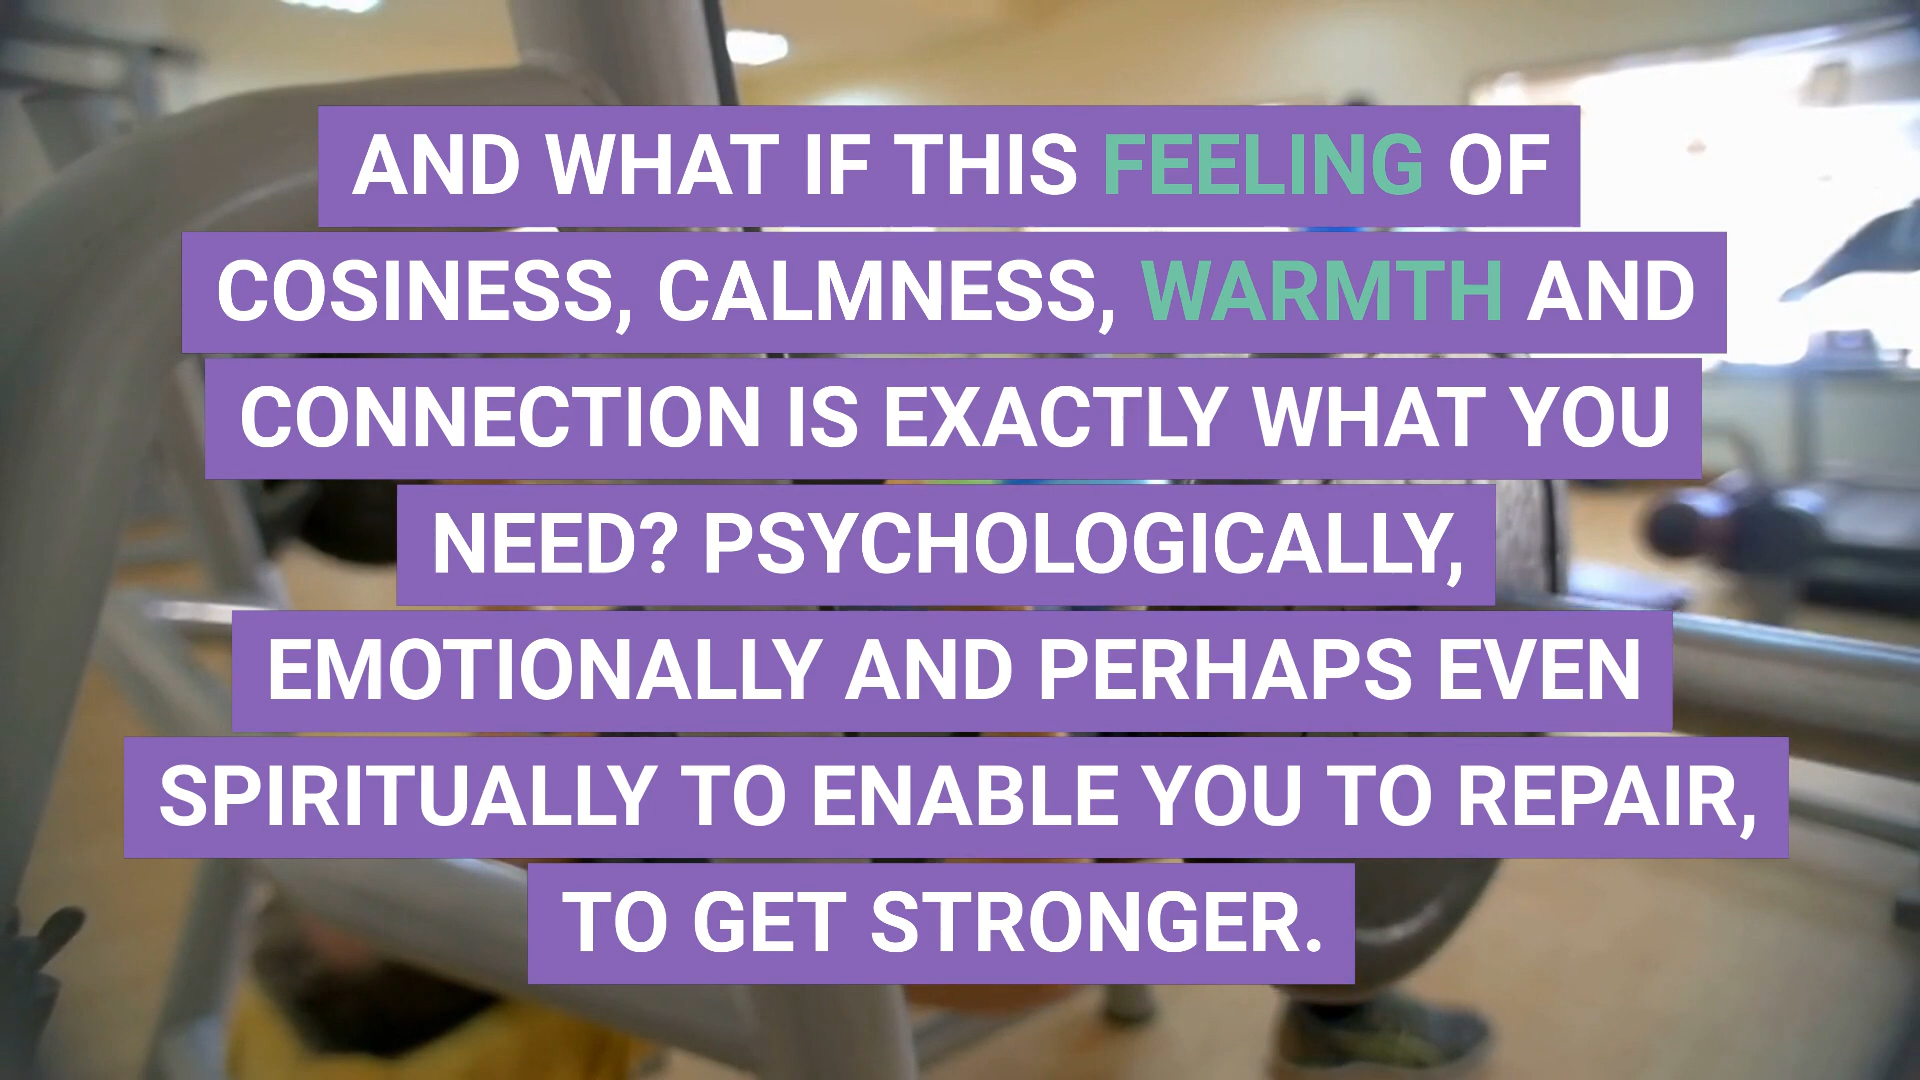 AND WHAT IF THIS FEELING OF
COSINESS, CALMNESS, WARMTH AND
CONNECTION IS EXACTLY WHAT YOU
NEED? PSYCHOLOGICALLY,
EMOTIONALLY AND PERHAPS EVEN
SPIRITUALLY TO ENABLE YOU TO REPAIR,
TO GET STRONGER.